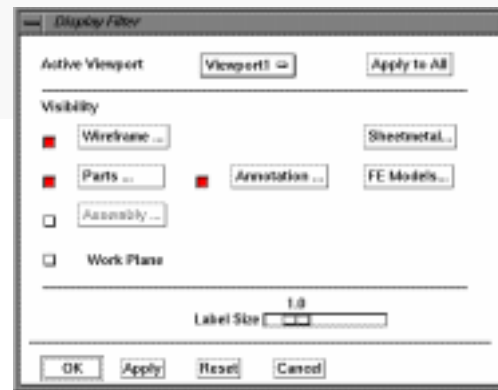 Display Filter
Active Viewport Viewport1 Apply to All
Visibility
Wireframe ... Sheetmetal...
Parts ... Annotation ... FE Models...
Assembly ...
Work Plane
1.0
Label Size
OK Apply Reset Cancel